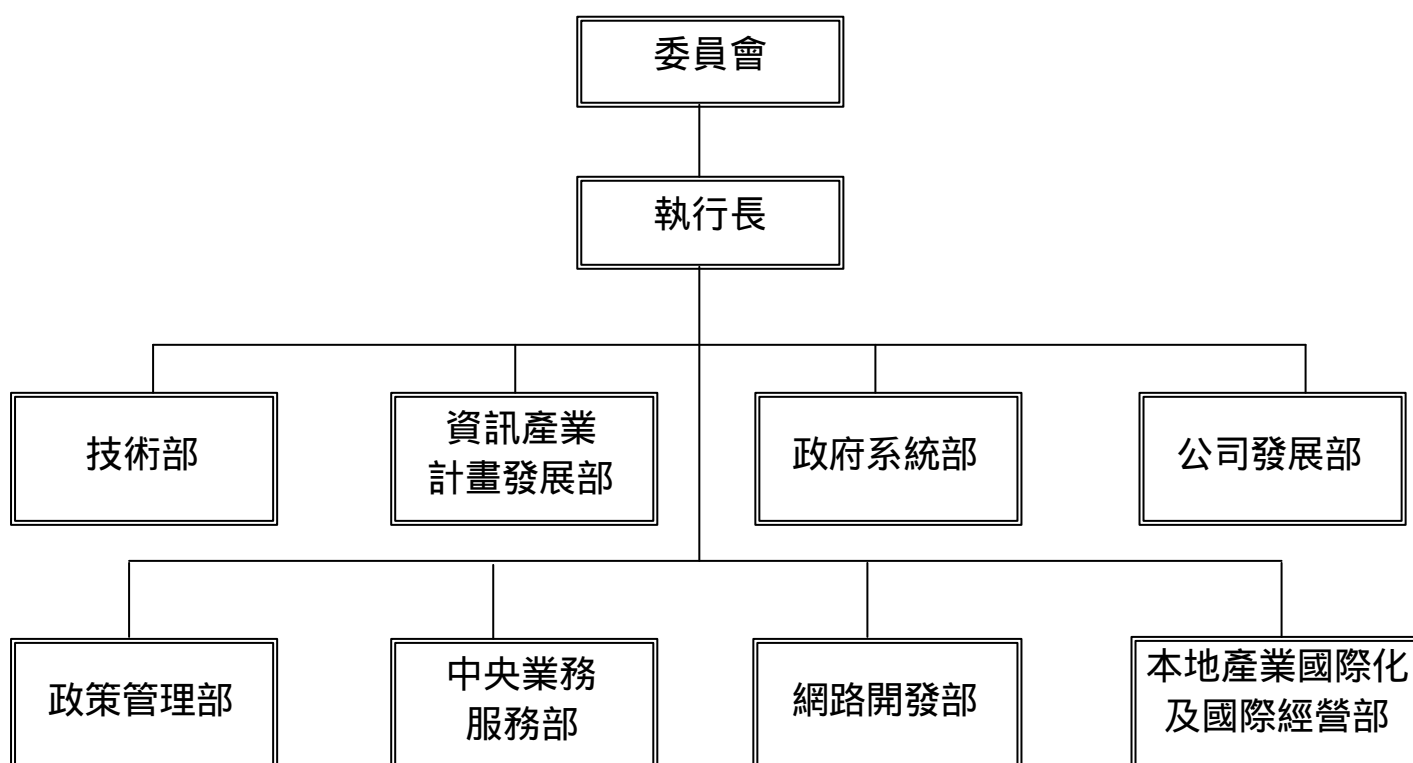 委員會
執行長
技術部
資訊產業
計畫發展部
政府系統部
公司發展部
政策管理部
中央業務
服務部
網路開發部
本地產業國際化
及國際經營部